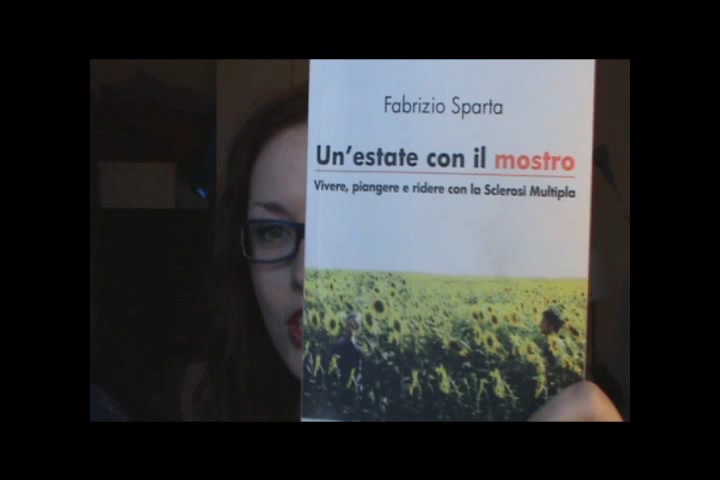 Fabrizio Sparta
Un'estate con il mostro
Vivere, piangere e ridere con la Sclerosi Multipla